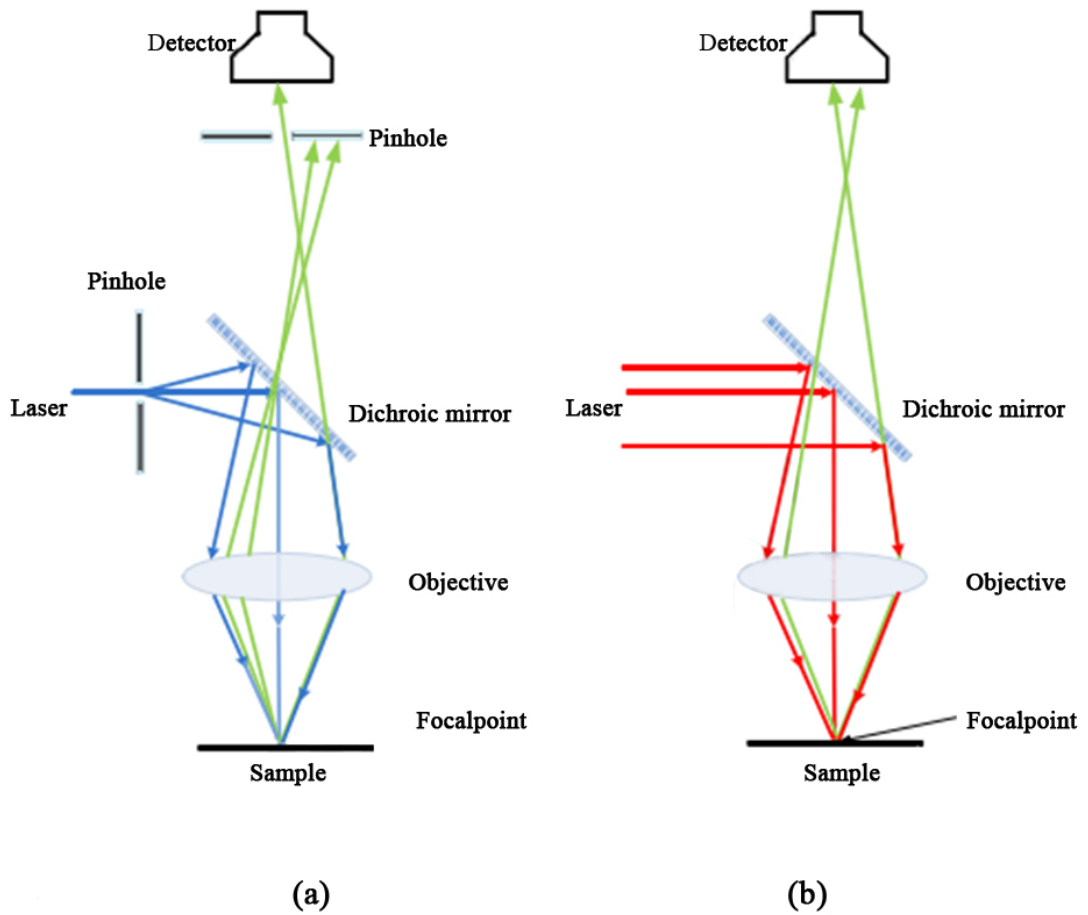 Detector
Pinhole
Pinhole
Laser
Dichroic mirror
Objective
Focalpoint
Sample
(a)
Detector
Laser
Dichroic mirror
Objective
Focalpoint
Sample
(b)